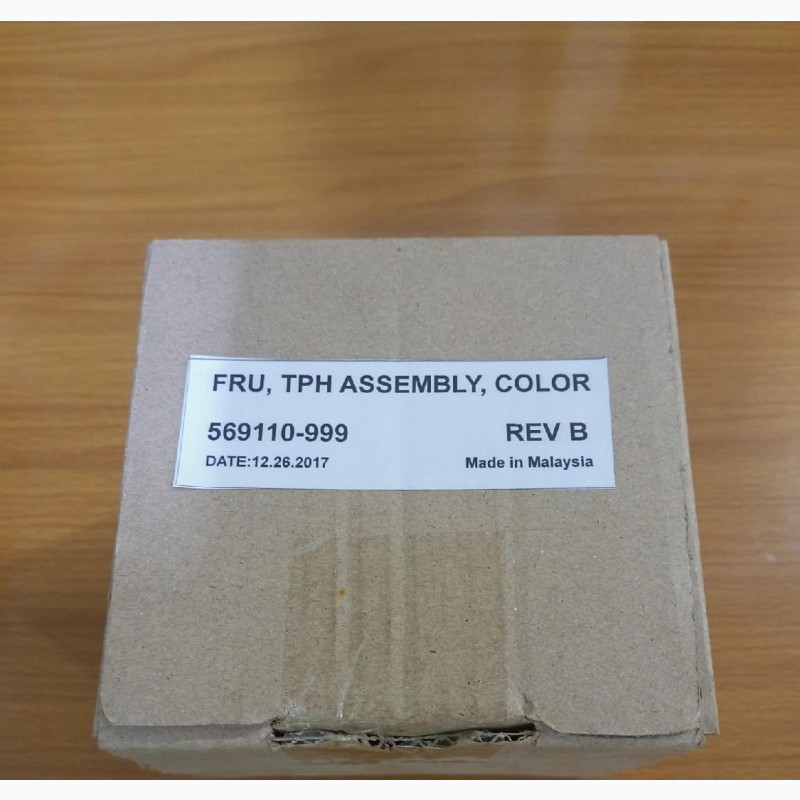 FRU, TPH ASSEMBLY, COLOR
569110-999 REV B
DATE:12.26.2017 Made in Malaysia